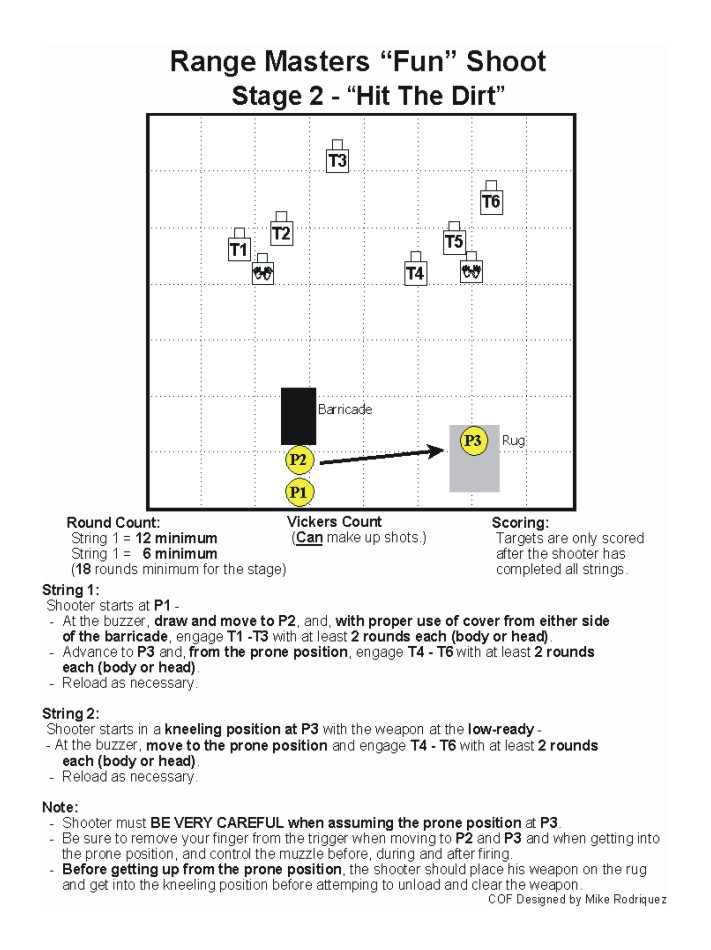 Range Masters “Fun” Shoot
Stage 2 - “Hit The Dirt”
T3
T6
T2
T1
T5
T4
Barricade
P3
Rug
P2
P1
Round Count:
String 1 = 12 minimum
String 1 = 6 minimum
(18 rounds minimum for the stage)
Vickers Count
(Can make up shots.)
Scoring:
Targets are only scored
after the shooter has
completed all strings.
String 1:
Shooter starts at P1 -
- At the buzzer, draw and move to P2, and, with proper use of cover from either side
of the barricade, engage T1 -T3 with at least 2 rounds each (body or head).
- Advance to P3 and, from the prone position, engage T4 - T6 with at least 2 rounds
each (body or head).
- Reload as necessary.
String 2:
Shooter starts in a kneeling position at P3 with the weapon at the low-ready -
- At the buzzer, move to the prone position and engage T4 - T6 with at least 2 rounds
each (body or head).
- Reload as necessary.
Note:
- Shooter must BE VERY CAREFUL when assuming the prone position at P3.
- Be sure to remove your finger from the trigger when moving to P2 and P3 and when getting into
the prone position, and control the muzzle before, during and after firing.
- Before getting up from the prone position, the shooter should place his weapon on the rug
and get into the kneeling position before attemping to unload and clear the weapon.
COF Designed by Mike Rodriquez